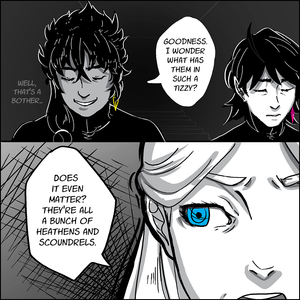 GOODNESS.
I WONDER
WHAT HAS
THEM IN
SUCH A
TIZZY?
WELL,
THAT'S A
BOTHER...
DOES
IT EVEN
MATTER?
THEY'RE ALL
A BUNCH OF
HEATHENS AND
SCOUNDRELS.